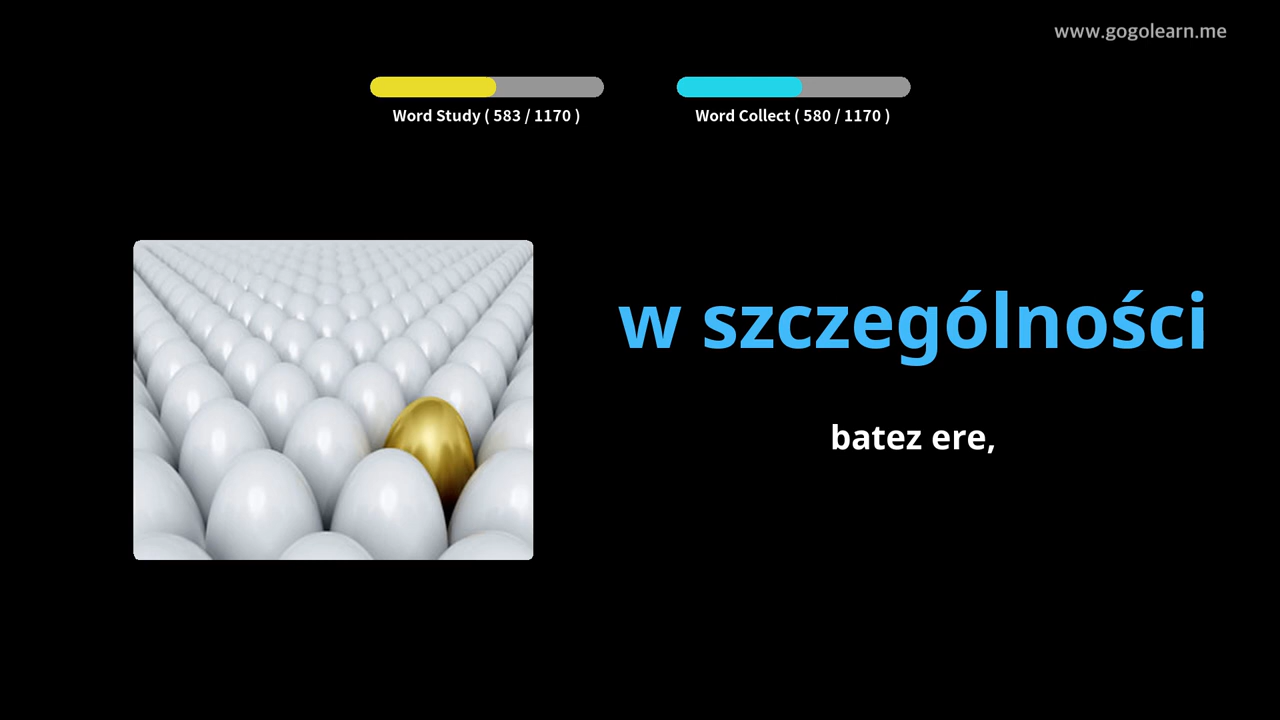 www.gogolearn.me
Word Study ( 583 / 1170 )
Word Collect ( 580 / 1170 )
w szczególności
batez ere,